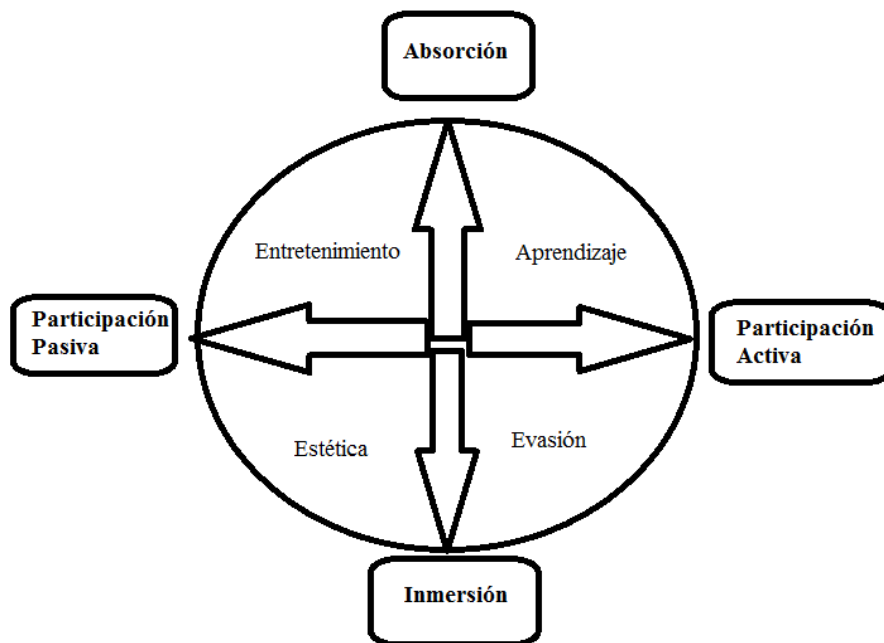 Absorción
Entretenimiento
Aprendizaje
Participación
Pasiva
Participación
Activa
Estética
Evasión
Inmersión